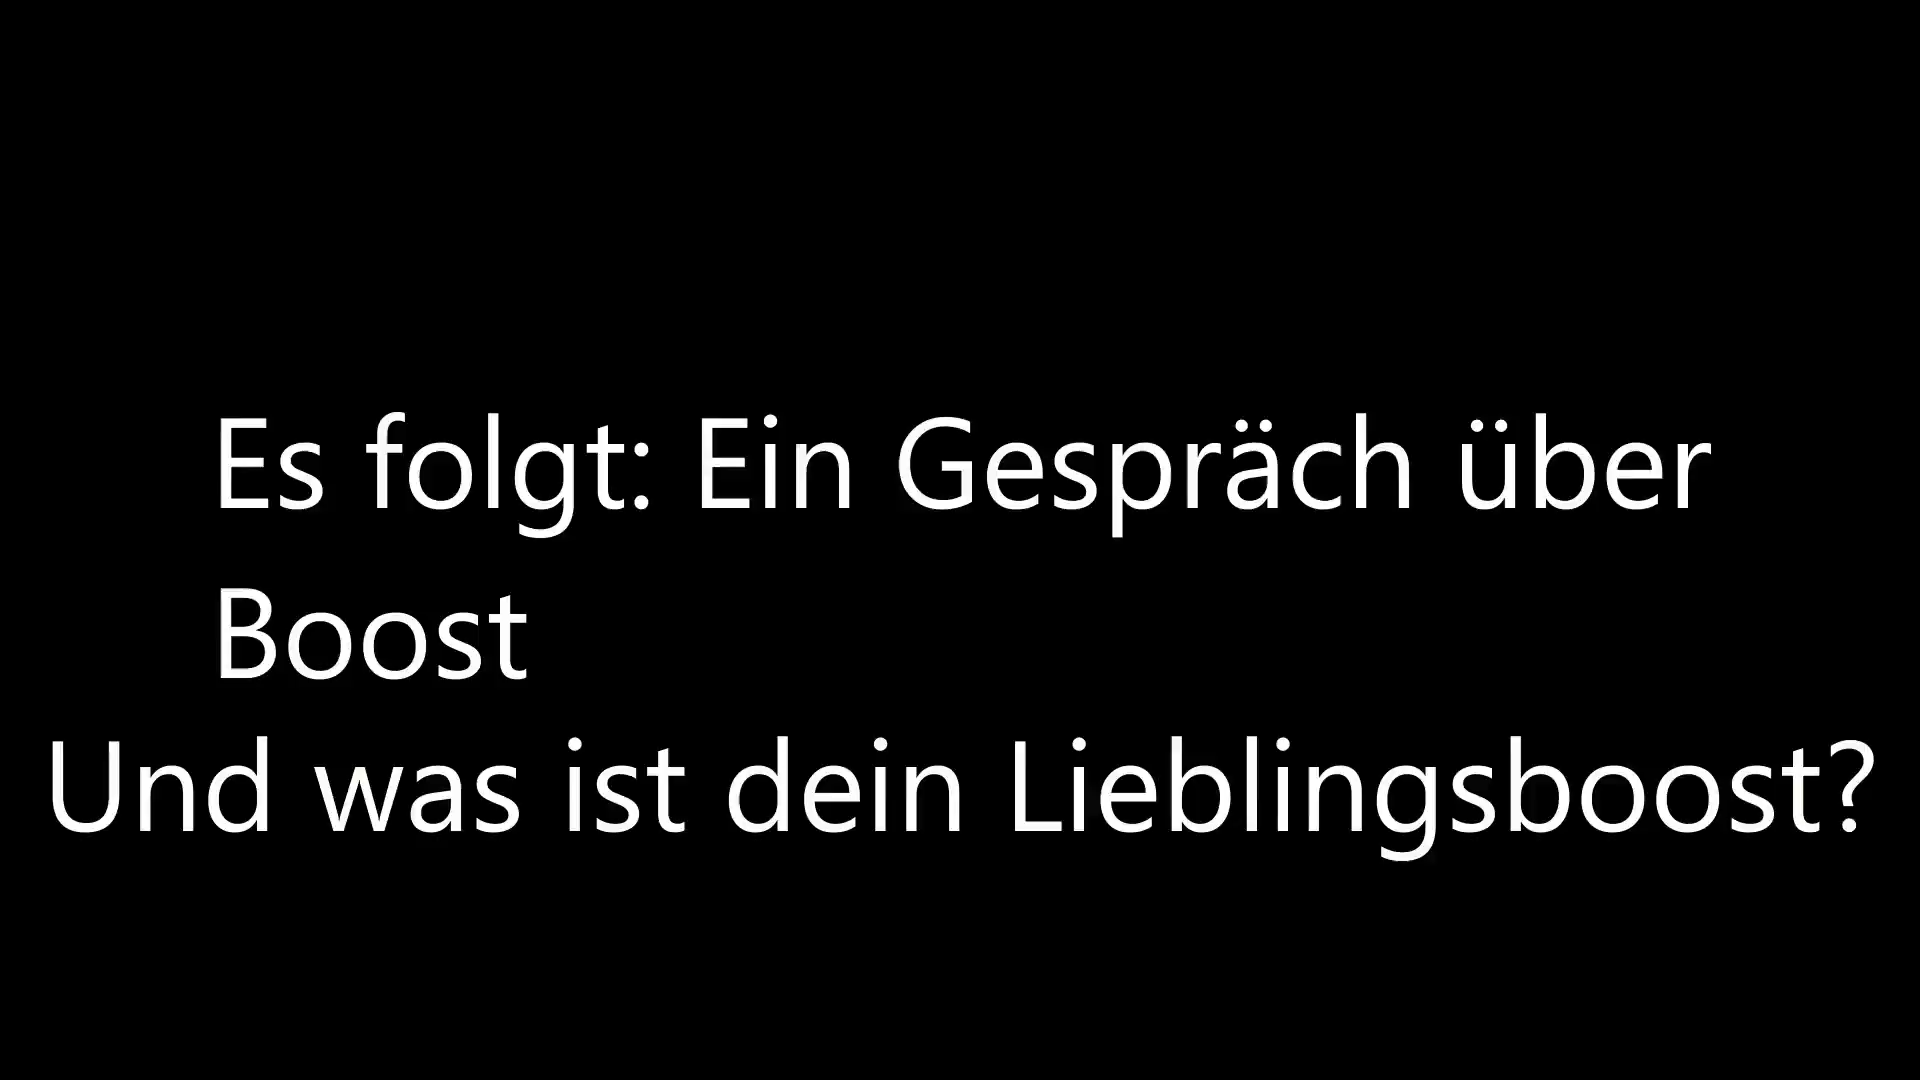 Es folgt: Ein Gespräch über
Boost
Und was ist dein Lieblingsboost?